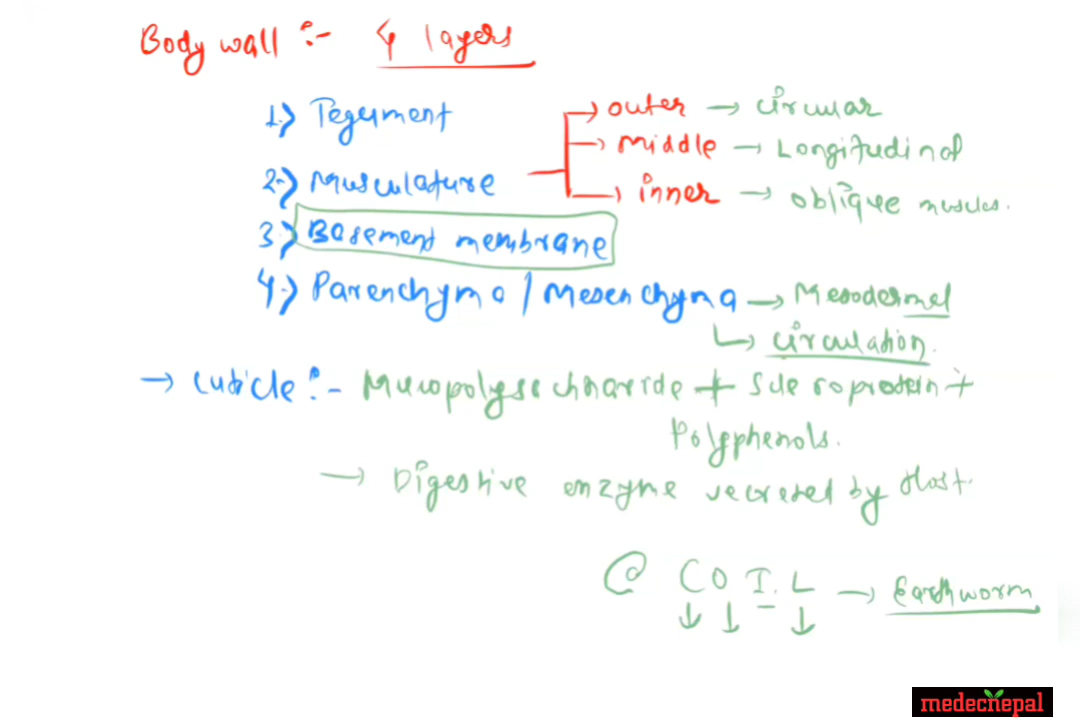 Body wall :- 4 layers
1.) Tegument
→ outer → circular
→ middle → Longitudinal
2.) Musculature
→ inner → oblique muscles.
3) Basement membrane
4.) Parenchyma / Mesenchyma → Mesodermal
↳ circulation.
→ Cuticle :- Mucopolysacchaaride + Scleroprotein +
Polyphenols.
→ Digestive enzyme secreted by Host.
@ C O I. L → Earthworm
↓ ↓ ↓
medecnepal